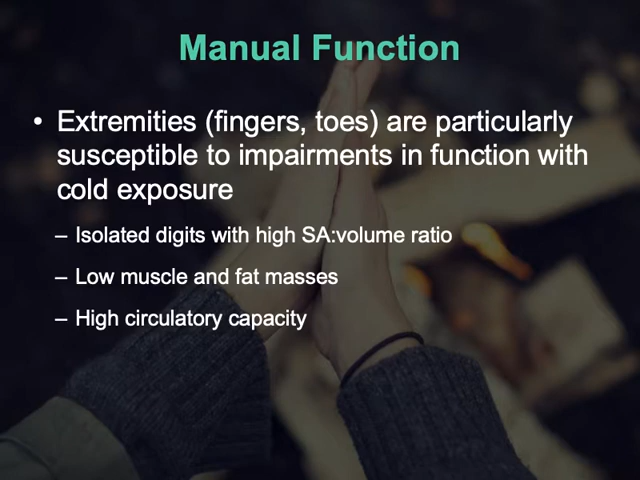 Manual Function
• Extremities (fingers, toes) are particularly
susceptible to impairments in function with
cold exposure
– Isolated digits with high SA:volume ratio
– Low muscle and fat masses
– High circulatory capacity